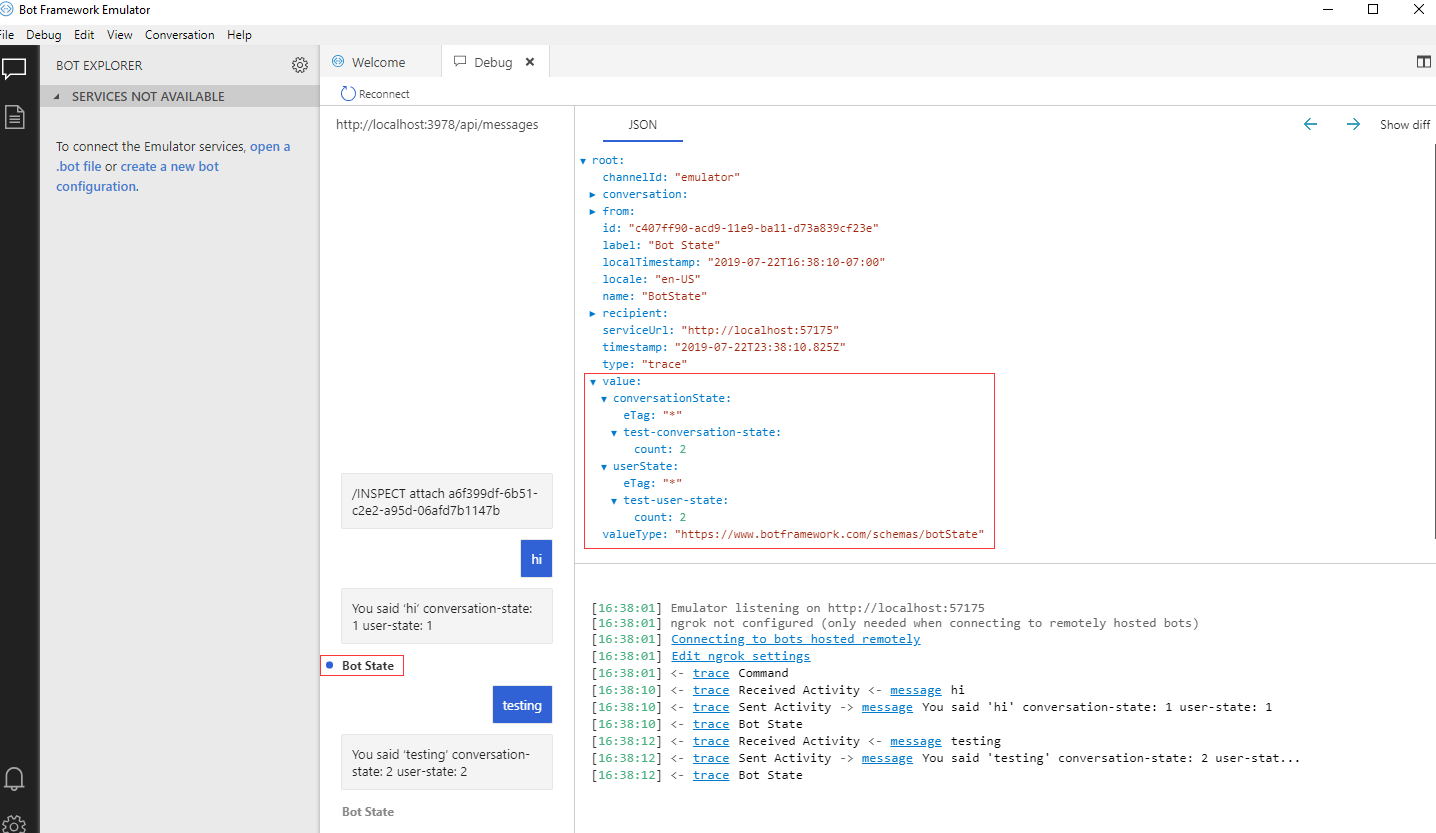 Bot Framework Emulator
File Debug Edit View Conversation Help
BOT EXPLORER
SERVICES NOT AVAILABLE
To connect the Emulator services, open a
.bot file or create a new bot
configuration.
Welcome
Debug
Reconnect
http://localhost:3978/api/messages
/INSPECT attach a6f399df-6b51-
c2e2-a95d-06afd7b1147b
hi
You said 'hi' conversation-state:
1 user-state: 1
Bot State
testing
You said 'testing' conversation-
state: 2 user-state: 2
Bot State
JSON
Show diff
root:
channelId: "emulator"
conversation:
from:
id: "c407ff90-acd9-11e9-ba11-d73a839cf23e"
label: "Bot State"
localTimestamp: "2019-07-22T16:38:10-07:00"
locale: "en-US"
name: "BotState"
recipient:
serviceUrl: "http://localhost:57175"
timestamp: "2019-07-22T23:38:10.825Z"
type: "trace"
value:
conversationState:
eTag: "*"
test-conversation-state:
count: 2
userState:
eTag: "*"
test-user-state:
count: 2
valueType: "https://www.botframework.com/schemas/botState"
[16:38:01] Emulator listening on http://localhost:57175
[16:38:01] ngrok not configured (only needed when connecting to remotely hosted bots)
[16:38:01] Connecting to bots hosted remotely
[16:38:01] Edit ngrok settings
[16:38:01] <- trace Command
[16:38:10] <- trace Received Activity <- message hi
[16:38:10] <- trace Sent Activity -> message You said 'hi' conversation-state: 1 user-state: 1
[16:38:10] <- trace Bot State
[16:38:12] <- trace Received Activity <- message testing
[16:38:12] <- trace Sent Activity -> message You said 'testing' conversation-state: 2 user-stat...
[16:38:12] <- trace Bot State